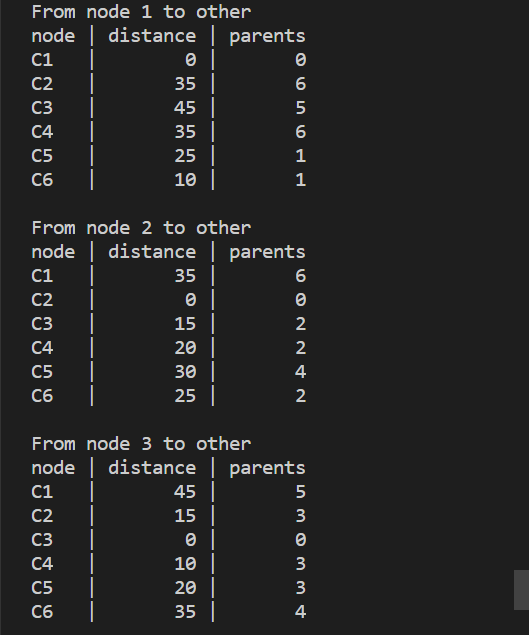 From node 1 to other
node | distance | parents
C1   |        0 |       0
C2   |       35 |       6
C3   |       45 |       5
C4   |       35 |       6
C5   |       25 |       1
C6   |       10 |       1

From node 2 to other
node | distance | parents
C1   |       35 |       6
C2   |        0 |       0
C3   |       15 |       2
C4   |       20 |       2
C5   |       30 |       4
C6   |       25 |       2

From node 3 to other
node | distance | parents
C1   |       45 |       5
C2   |       15 |       3
C3   |        0 |       0
C4   |       10 |       3
C5   |       20 |       3
C6   |       35 |       4